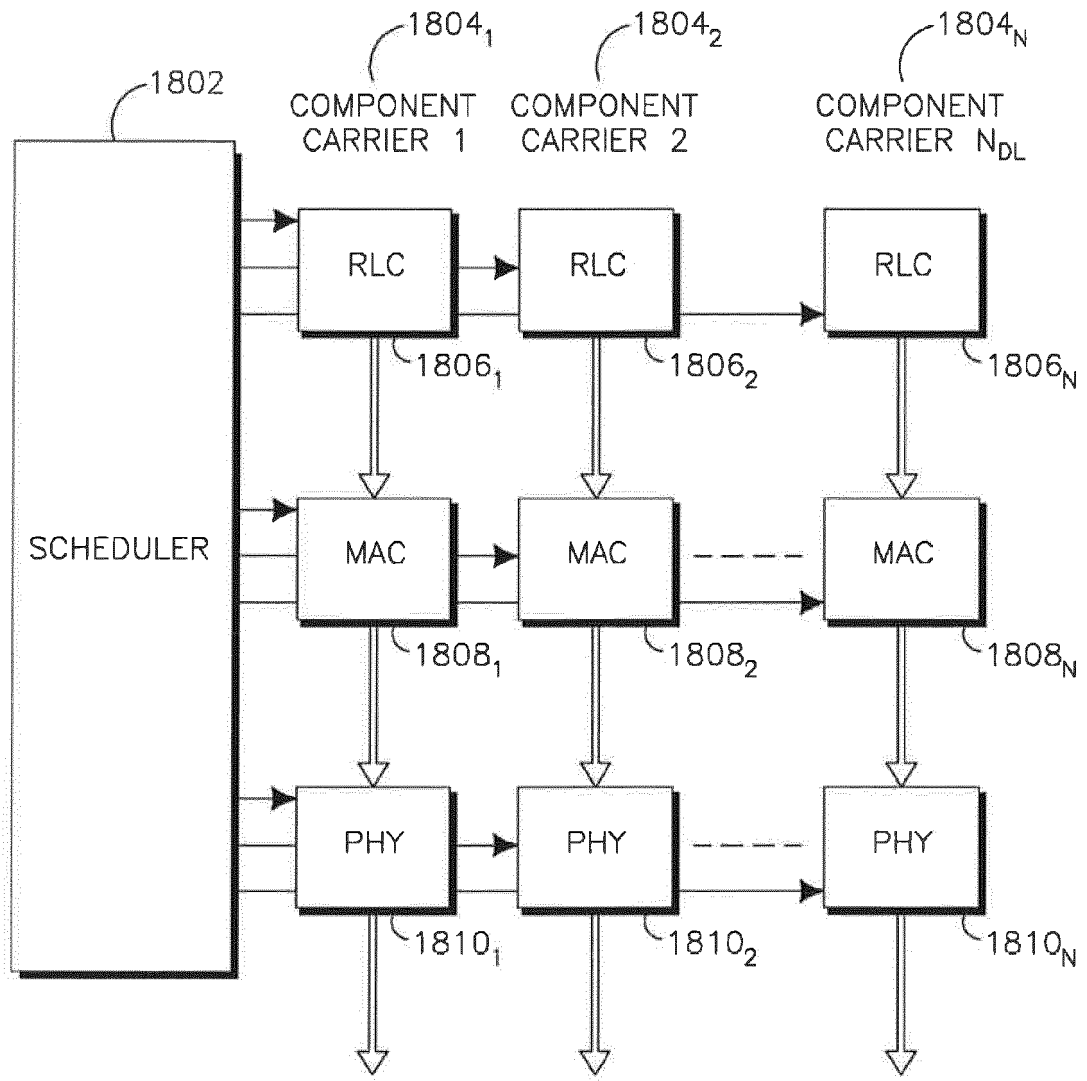 1804₁ 1804₂ 1804N
1802
COMPONENT CARRIER 1
COMPONENT CARRIER 2
COMPONENT CARRIER NDL
RLC RLC RLC
1806₁ 1806₂ 1806N
SCHEDULER
MAC MAC MAC
1808₁ 1808₂ 1808N
PHY PHY PHY
1810₁ 1810₂ 1810N